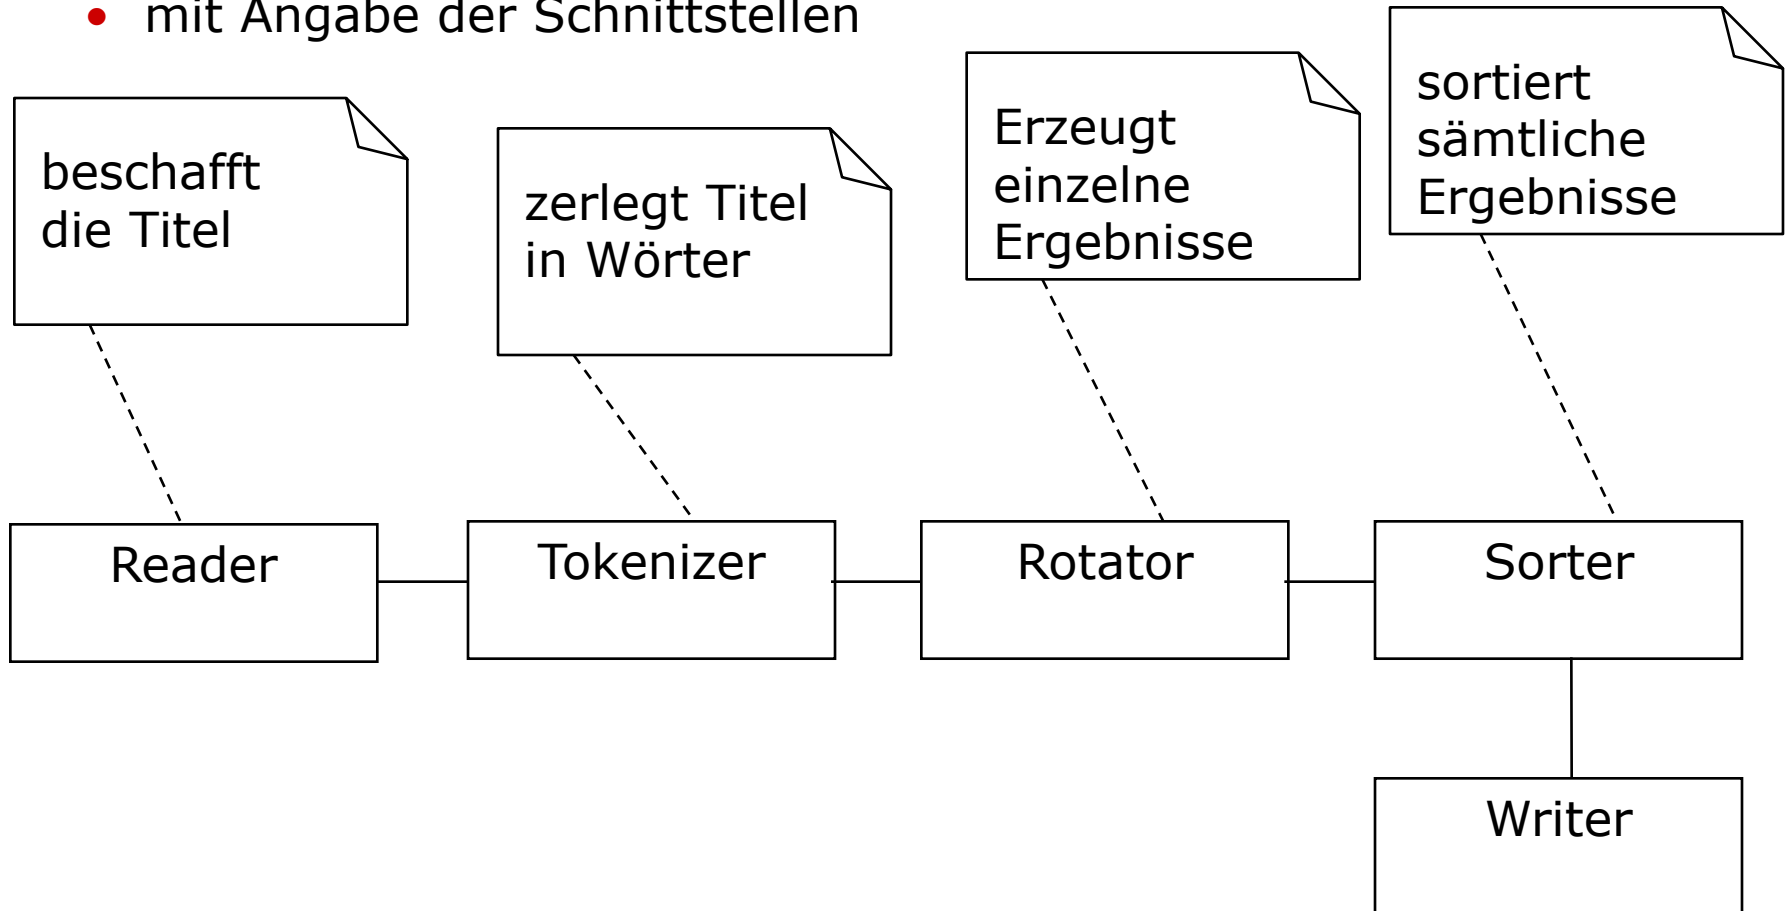 • mit Angabe der Schnittstellen
beschafft
die Titel
zerlegt Titel
in Wörter
Erzeugt
einzelne
Ergebnisse
sortiert
sämtliche
Ergebnisse
Reader
Tokenizer
Rotator
Sorter
Writer